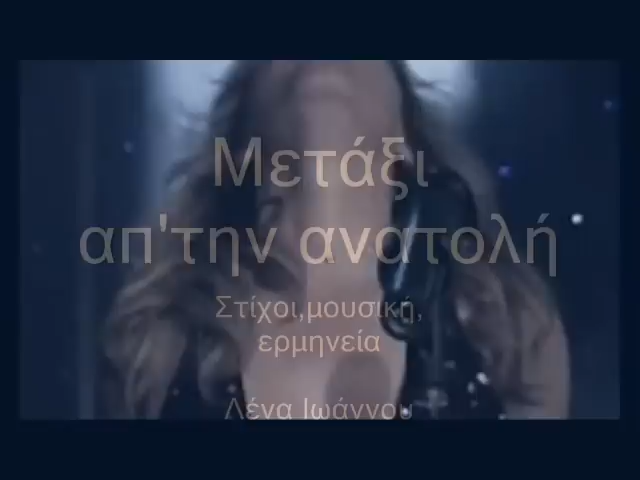 Μετάξι
απ'την ανατολή
Στίχοι,μουσική,
ερμηνεία
Λένα Ιωάννου